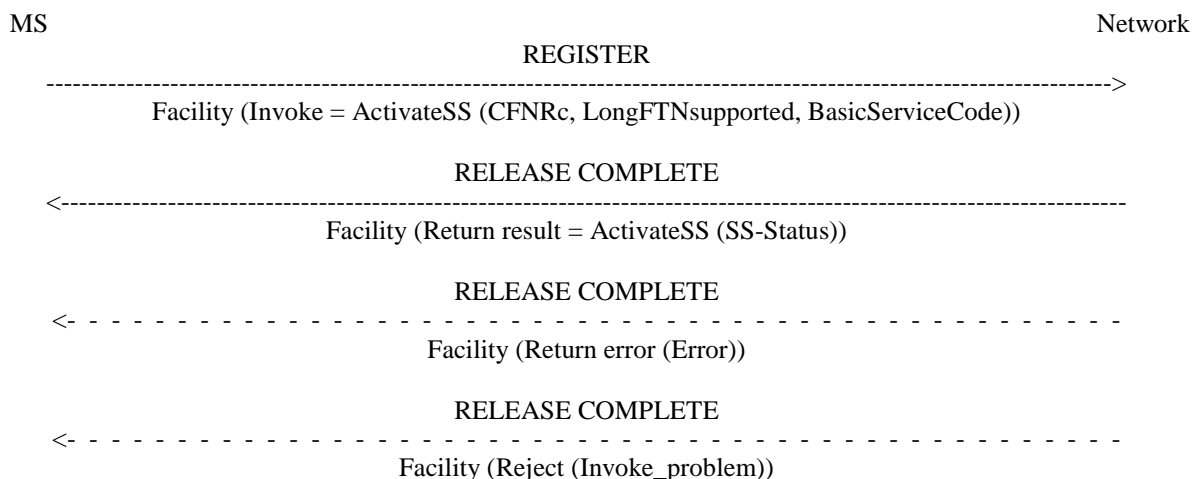 MS Network
REGISTER
Facility (Invoke = ActivateSS (CFNRc, LongFTNsupported, BasicServiceCode))
RELEASE COMPLETE
Facility (Return result = ActivateSS (SS-Status))
RELEASE COMPLETE
Facility (Return error (Error))
RELEASE COMPLETE
Facility (Reject (Invoke_problem))